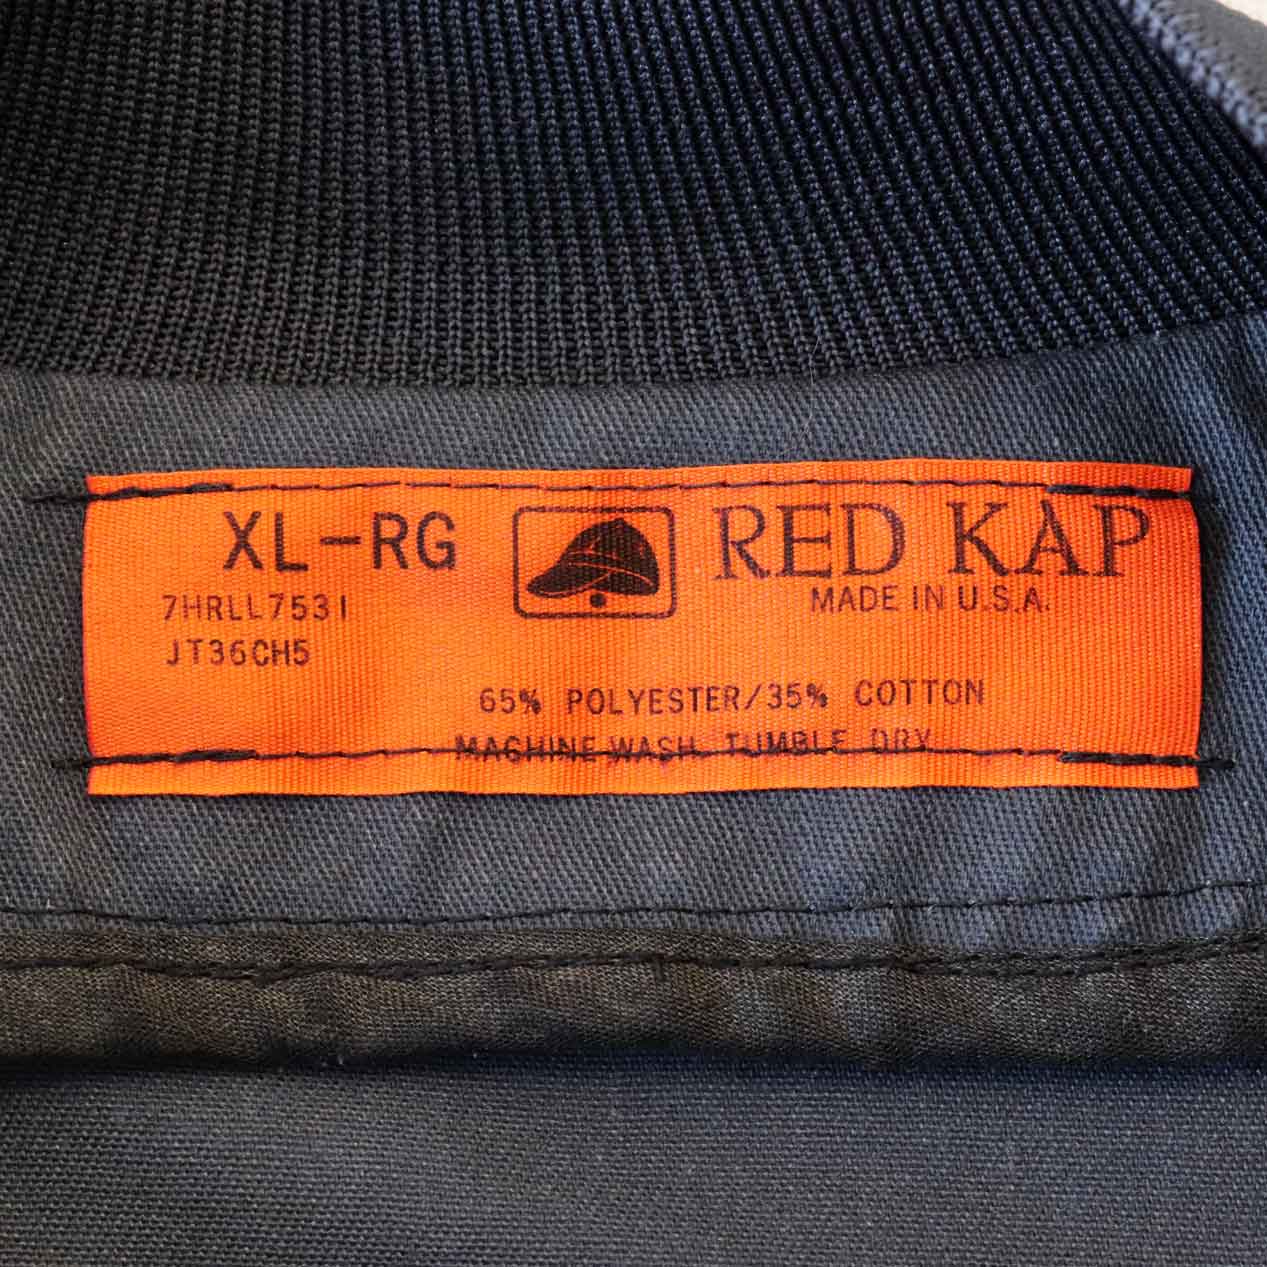 XL-RG RED KAP
7HRLL7531 MADE IN U.S.A.
JT36CH5
65% POLYESTER/35% COTTON
MACHINE WASH. TUMBLE DRY